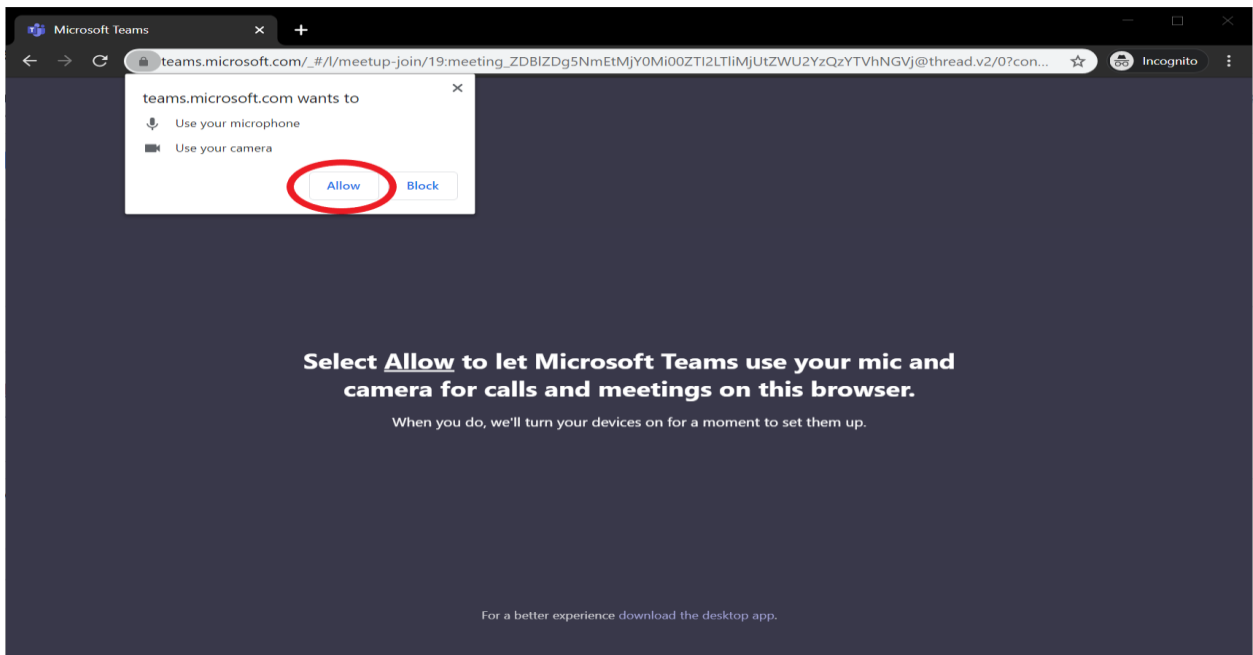 Microsoft Teams
teams.microsoft.com/_#/l/meetup-join/19:meeting_ZDBlZDg5NmEtMjY0Mi00ZTI2LTliMjUtZWU2YzQzYTVhNGVj@thread.v2/0?con...
Incognito
teams.microsoft.com wants to
Use your microphone
Use your camera
Allow Block
Select Allow to let Microsoft Teams use your mic and
camera for calls and meetings on this browser.
When you do, we'll turn your devices on for a moment to set them up.
For a better experience download the desktop app.